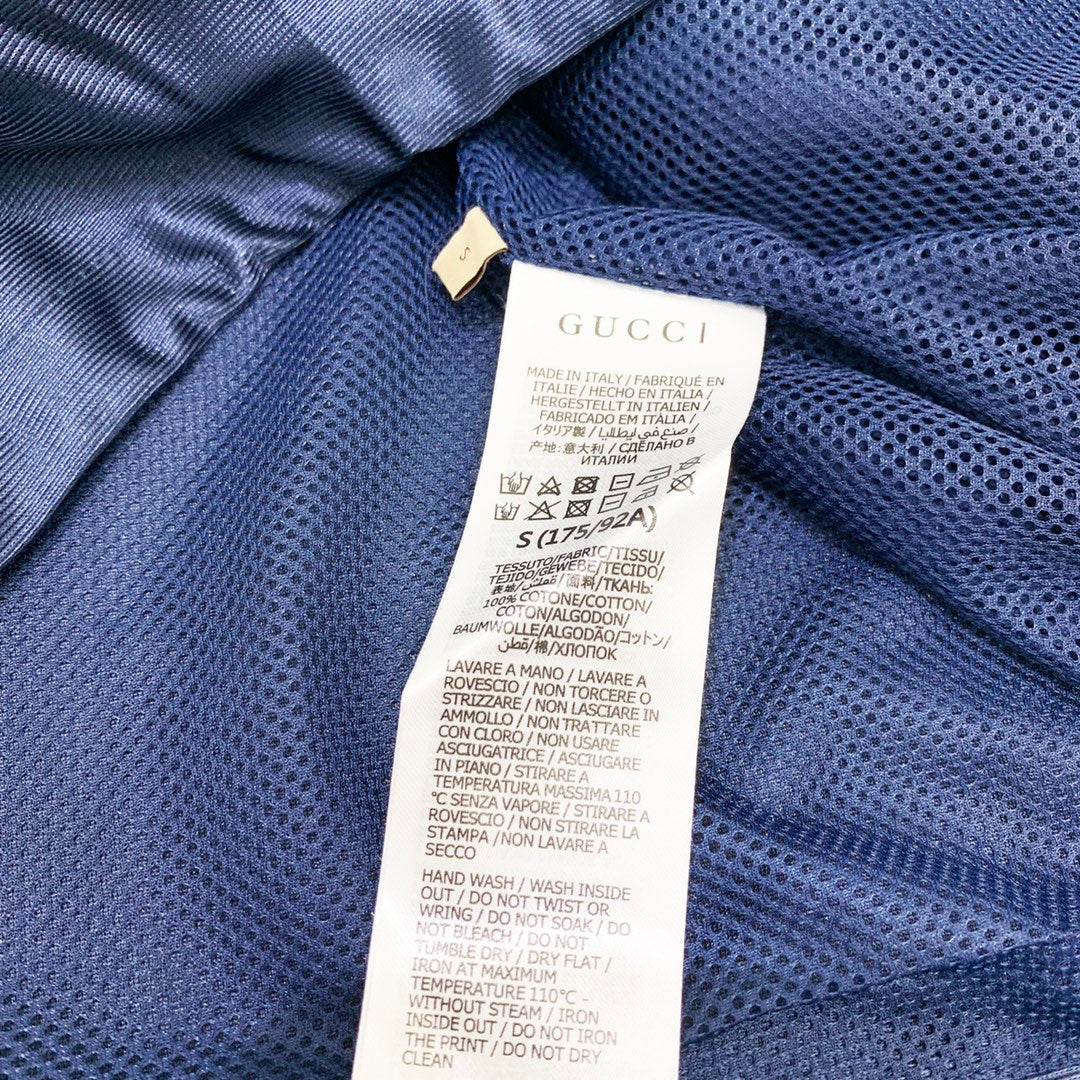 S
GUCCI
MADE IN ITALY / FABRIQUÉ EN
ITALIE / HECHO EN ITALIA /
HERGESTELLT IN ITALIEN /
FABRICADO EM ITÀLIA /
イタリア製 / صنع في إيطاليا /
产地: 意大利 / СДЕЛАНО В
ИТАЛИИ
S (175/92A)
TESSUTO/FABRIC/TISSU/
TEJIDO/GEWEBE/TECIDO/
表地/قماش/面料/ТКАНЬ:
100% COTONE/COTTON/
COTON/ALGODON/
BAUMWOLLE/ALGODÃO/コットン/
قطن/棉/ХЛОПОК
LAVARE A MANO / LAVARE A
ROVESCIO / NON TORCERE O
STRIZZARE / NON LASCIARE IN
AMMOLLO / NON TRATTARE
CON CLORO / NON USARE
ASCIUGATRICE / ASCIUGARE
IN PIANO / STIRARE A
TEMPERATURA MASSIMA 110
°C SENZA VAPORE / STIRARE A
ROVESCIO / NON STIRARE LA
STAMPA / NON LAVARE A
SECCO
HAND WASH / WASH INSIDE
OUT / DO NOT TWIST OR
WRING / DO NOT SOAK / DO
NOT BLEACH / DO NOT
TUMBLE DRY / DRY FLAT /
IRON AT MAXIMUM
TEMPERATURE 110°C -
WITHOUT STEAM / IRON
INSIDE OUT / DO NOT IRON
THE PRINT / DO NOT DRY
CLEAN